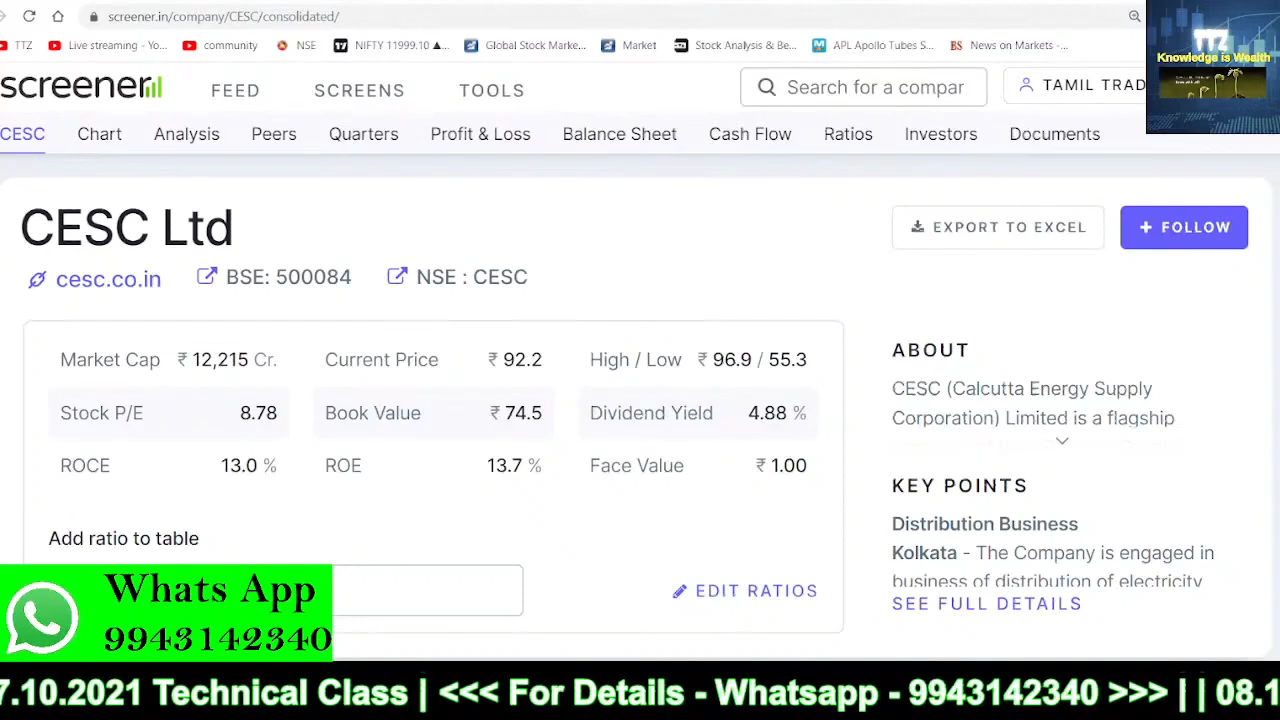 screener.in/company/CESC/consolidated/
TTZ Live streaming - Yo... community NSE NIFTY 11999.10 ▲... Global Stock Marke... Market Stock Analysis & Be... APL Apollo Tubes S... BS News on Markets -...
TTZ
Knowledge is Wealth
screener FEED SCREENS TOOLS Search for a compar TAMIL TRAD
CESC Chart Analysis Peers Quarters Profit & Loss Balance Sheet Cash Flow Ratios Investors Documents
CESC Ltd
EXPORT TO EXCEL + FOLLOW
cesc.co.in BSE: 500084 NSE : CESC
Market Cap ₹ 12,215 Cr. Current Price ₹ 92.2 High / Low ₹ 96.9 / 55.3
Stock P/E 8.78 Book Value ₹ 74.5 Dividend Yield 4.88 %
ROCE 13.0 % ROE 13.7 % Face Value ₹ 1.00
Add ratio to table
EDIT RATIOS
ABOUT
CESC (Calcutta Energy Supply
Corporation) Limited is a flagship
KEY POINTS
Distribution Business
Kolkata - The Company is engaged in
business of distribution of electricity
SEE FULL DETAILS
Whats App
9943142340
7.10.2021 Technical Class | <<< For Details - Whatsapp - 9943142340 >>> | | 08.1